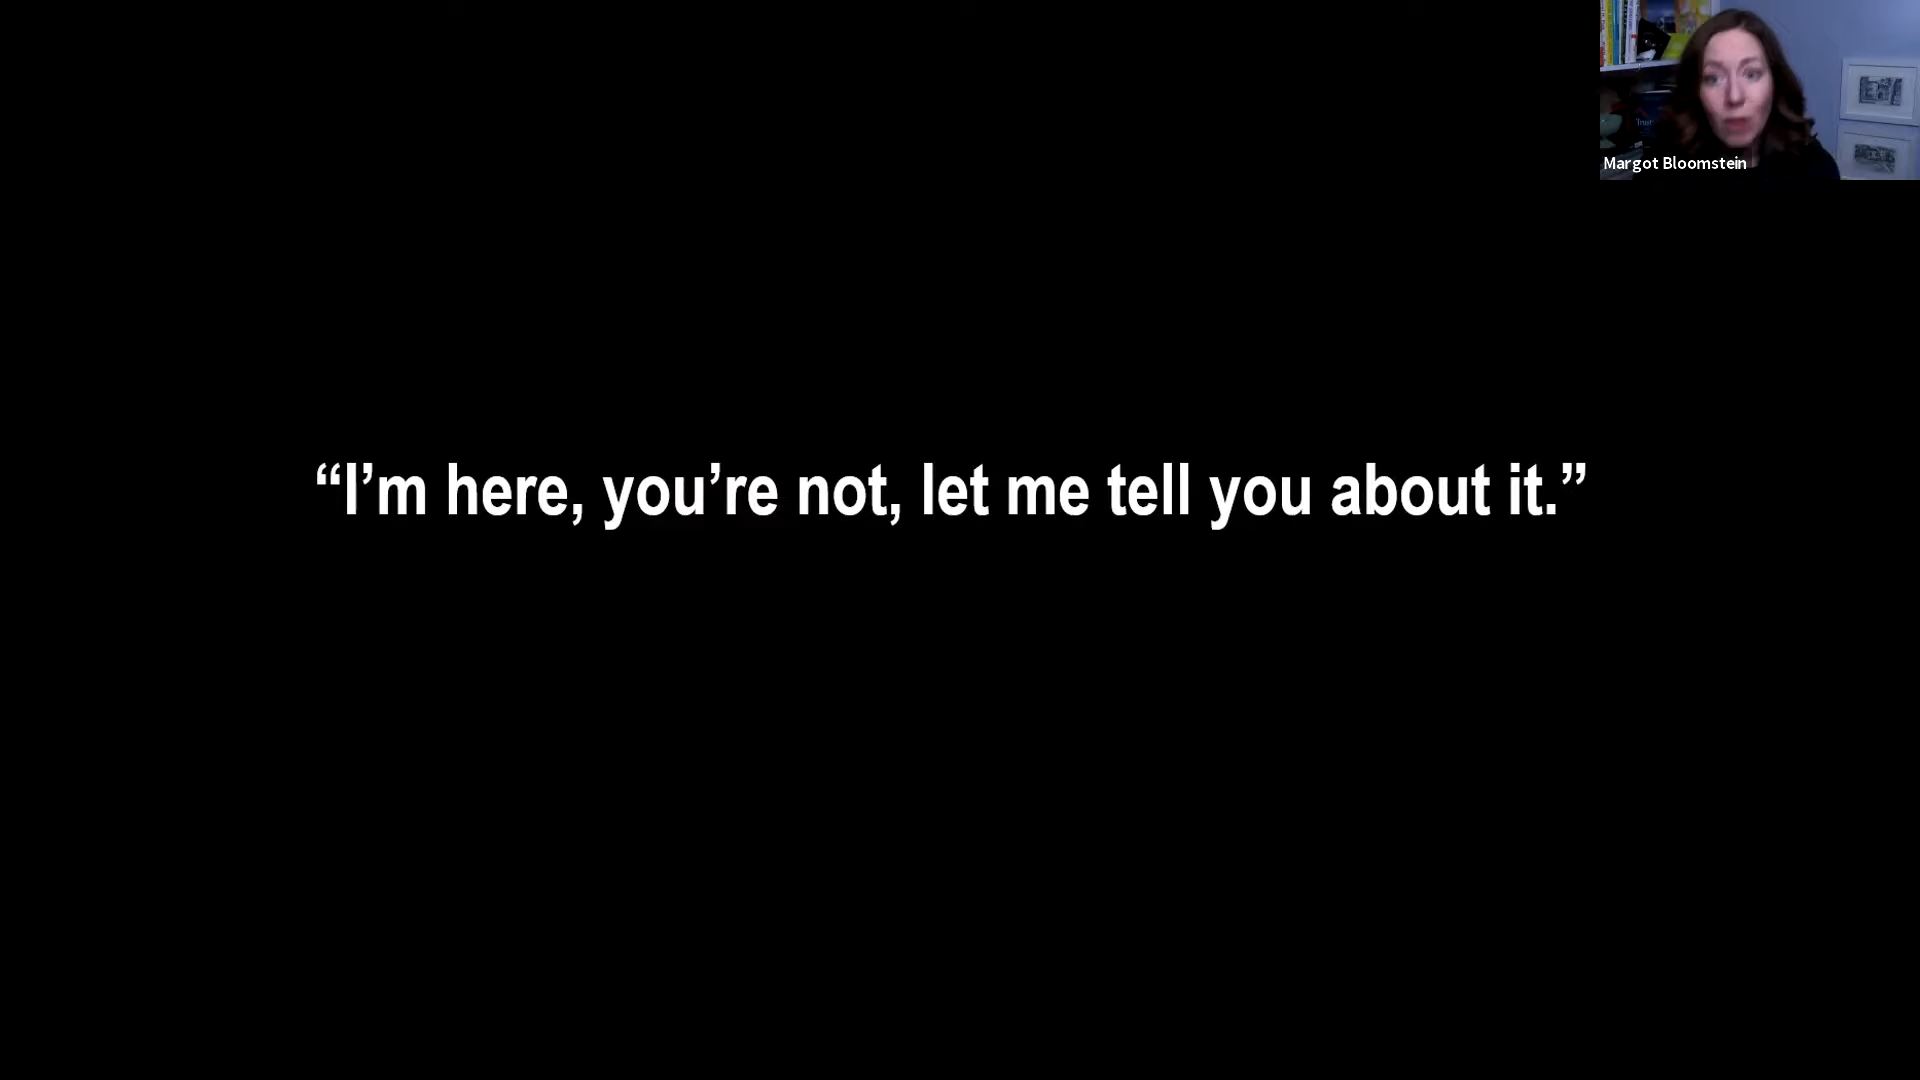 Margot Bloomstein
“I’m here, you’re not, let me tell you about it.”